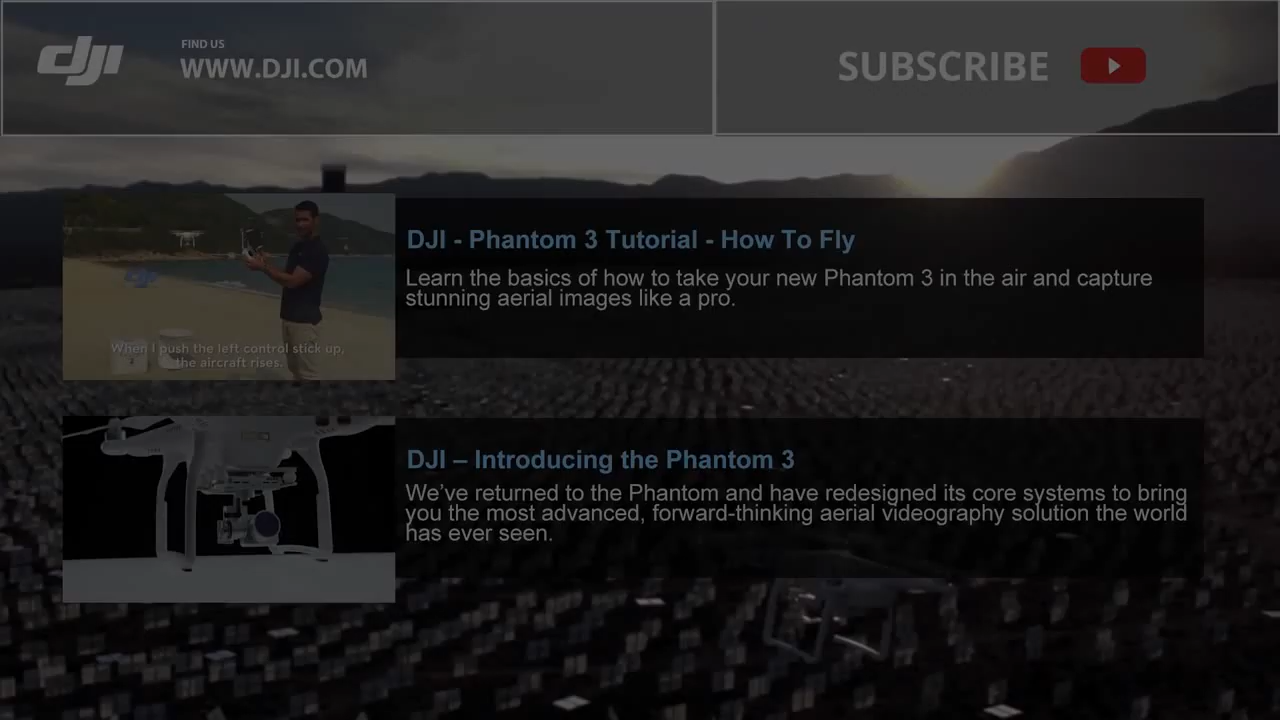 dji
FIND US
WWW.DJI.COM
SUBSCRIBE
DJI - Phantom 3 Tutorial - How To Fly
Learn the basics of how to take your new Phantom 3 in the air and capture
stunning aerial images like a pro.
When I push the left control stick up,
the aircraft rises.
DJI – Introducing the Phantom 3
We’ve returned to the Phantom and have redesigned its core systems to bring
you the most advanced, forward-thinking aerial videography solution the world
has ever seen.